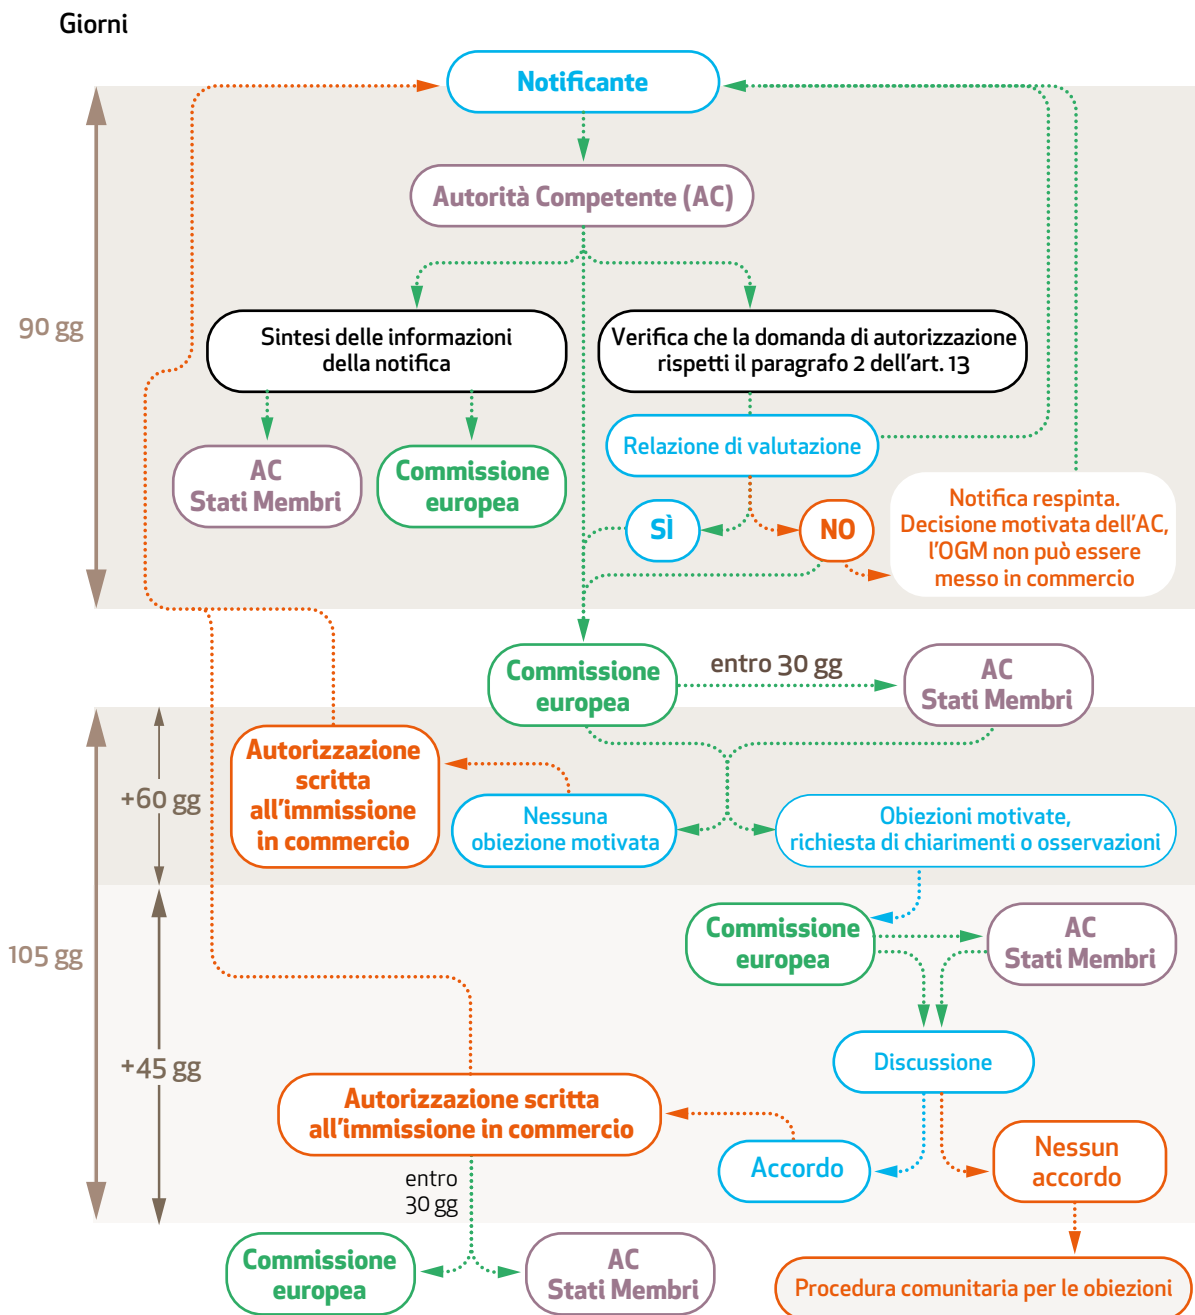 Giorni
Notificante
Autorità Competente (AC)
90 gg
Sintesi delle informazioni
della notifica
Verifica che la domanda di autorizzazione
rispetti il paragrafo 2 dell'art. 13
Relazione di valutazione
AC
Stati Membri
Commissione
europea
SÌ
NO
Notifica respinta.
Decisione motivata dell'AC,
l'OGM non può essere
messo in commercio
Commissione
europea
entro 30 gg
AC
Stati Membri
+60 gg
Autorizzazione
scritta
all'immissione
in commercio
Nessuna
obiezione motivata
Obiezioni motivate,
richiesta di chiarimenti o osservazioni
105 gg
Commissione
europea
AC
Stati Membri
+45 gg
Discussione
Autorizzazione scritta
all'immissione in commercio
Accordo
Nessun
accordo
entro
30 gg
Commissione
europea
AC
Stati Membri
Procedura comunitaria per le obiezioni